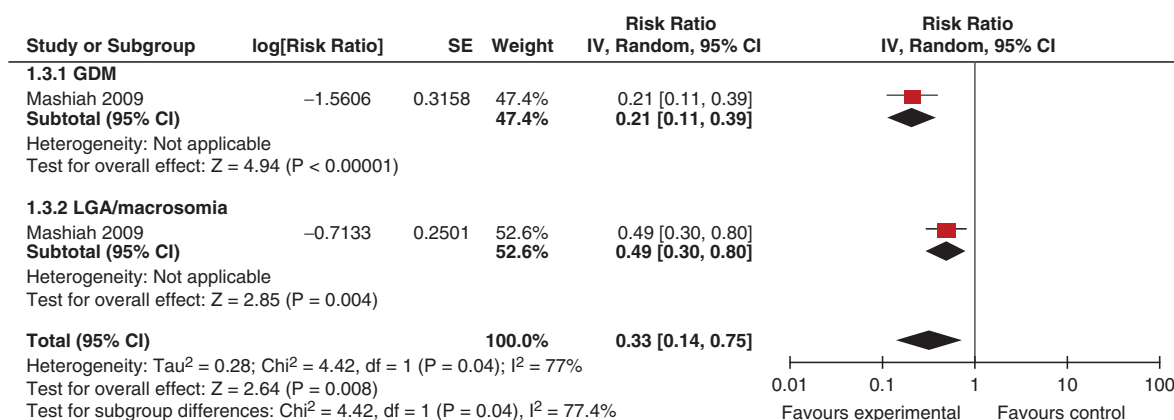 Risk Ratio Risk Ratio
Study or Subgroup log[Risk Ratio] SE Weight IV, Random, 95% CI IV, Random, 95% CI
1.3.1 GDM
Mashiah 2009 −1.5606 0.3158 47.4% 0.21 [0.11, 0.39]
Subtotal (95% CI) 47.4% 0.21 [0.11, 0.39]
Heterogeneity: Not applicable
Test for overall effect: Z = 4.94 (P < 0.00001)
1.3.2 LGA/macrosomia
Mashiah 2009 −0.7133 0.2501 52.6% 0.49 [0.30, 0.80]
Subtotal (95% CI) 52.6% 0.49 [0.30, 0.80]
Heterogeneity: Not applicable
Test for overall effect: Z = 2.85 (P = 0.004)
Total (95% CI) 100.0% 0.33 [0.14, 0.75]
Heterogeneity: Tau² = 0.28; Chi² = 4.42, df = 1 (P = 0.04); I² = 77%
Test for overall effect: Z = 2.64 (P = 0.008)
Test for subgroup differences: Chi² = 4.42, df = 1 (P = 0.04), I² = 77.4%
0.01 0.1 1 10 100
Favours experimental Favours control